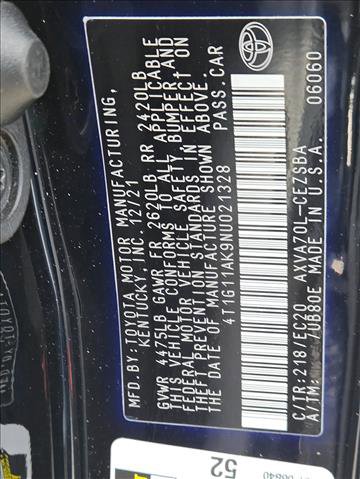 MFD.BY: TOYOTA MOTOR MANUFACTURING,
KENTUCKY, INC 12/21
GVWR 4475LB GAWR FR 2620LB RR 2420LB
THIS VEHICLE CONFORMS TO ALL APPLICABLE
FEDERAL MOTOR VEHICLE SAFETY BUMPER AND
THEFT PREVENTION STANDARDS IN EFFECT ON
THE DATE OF MANUFACTURE SHOWN ABOVE.
4T1G11AK9NU021328 PASS.CAR
C/TR:218/EC20 AXVA70L-CEZSBA
A/TM: /UB80E MADE IN U.S.A. 06060
52